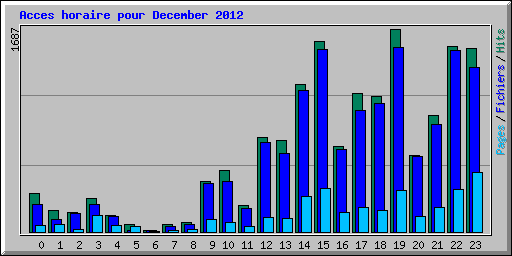 Acces horaire pour December 2012
1687
Pages / Fichiers / Hits
0 1 2 3 4 5 6 7 8 9 10 11 12 13 14 15 16 17 18 19 20 21 22 23